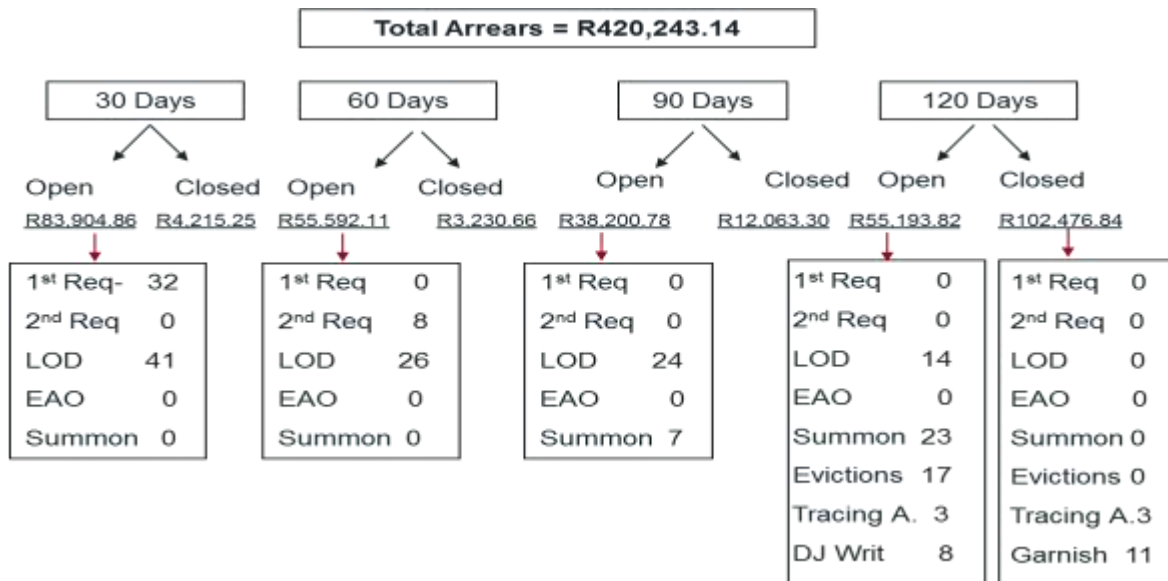 Total Arrears = R420,243.14
30 Days
60 Days
90 Days
120 Days
Open
Closed
Open
Closed
Open
Closed
Open
Closed
R83,904.86
R4,215.25
R55,592.11
R3,230.66
R38,200.78
R12,063.30
R55,193.82
R102,476.84
1st Req- 32
2nd Req 0
LOD 41
EAO 0
Summon 0
1st Req 0
2nd Req 8
LOD 26
EAO 0
Summon 0
1st Req 0
2nd Req 0
LOD 24
EAO 0
Summon 7
1st Req 0
2nd Req 0
LOD 14
EAO 0
Summon 23
Evictions 17
Tracing A. 3
DJ Writ 8
1st Req 0
2nd Req 0
LOD 0
EAO 0
Summon 0
Evictions 0
Tracing A.3
Garnish 11